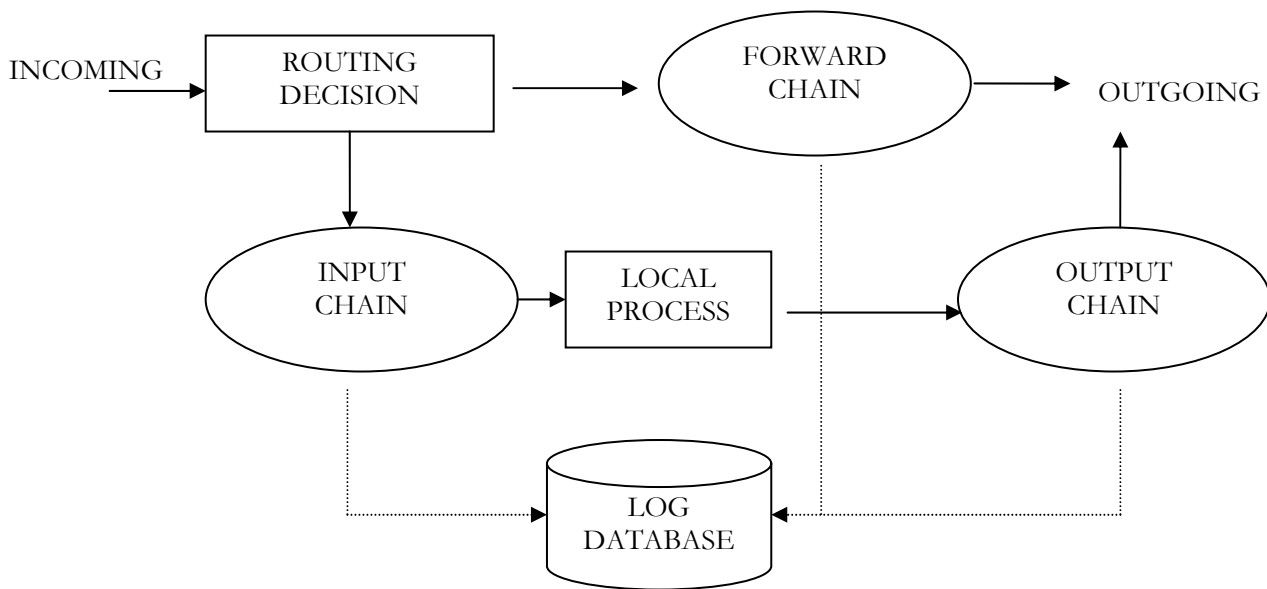 INCOMING
ROUTING
DECISION
FORWARD
CHAIN
OUTGOING
INPUT
CHAIN
LOCAL
PROCESS
OUTPUT
CHAIN
LOG
DATABASE